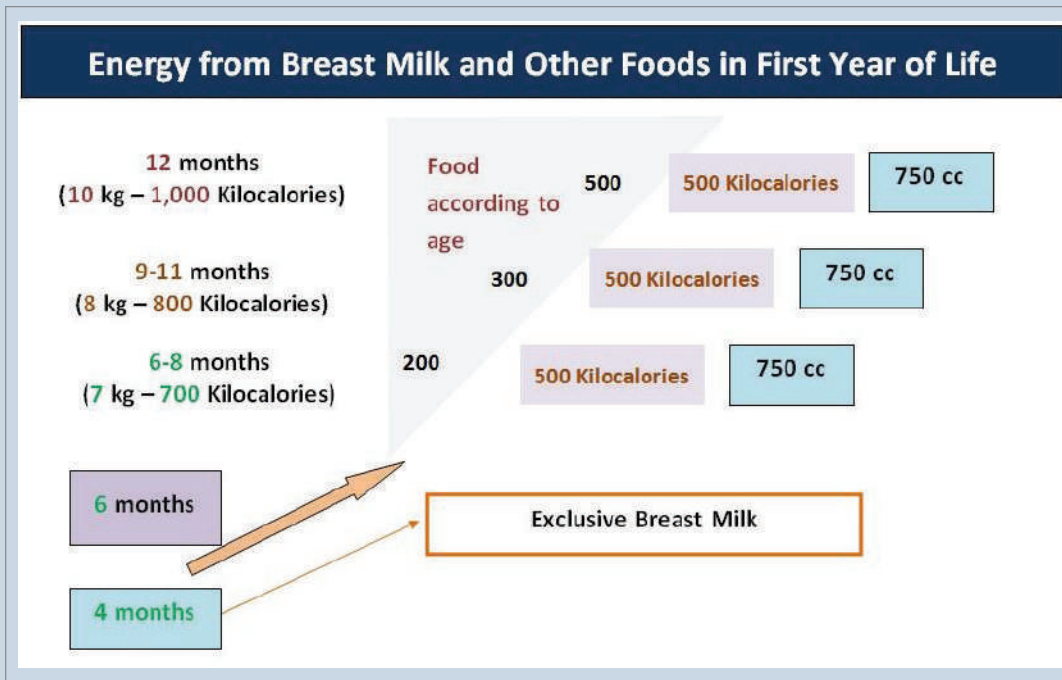 Energy from Breast Milk and Other Foods in First Year of Life
12 months
(10 kg – 1,000 Kilocalories)
Food
according to
age
500
500 Kilocalories
750 cc
9-11 months
(8 kg – 800 Kilocalories)
300
500 Kilocalories
750 cc
6-8 months
(7 kg – 700 Kilocalories)
200
500 Kilocalories
750 cc
6 months
Exclusive Breast Milk
4 months